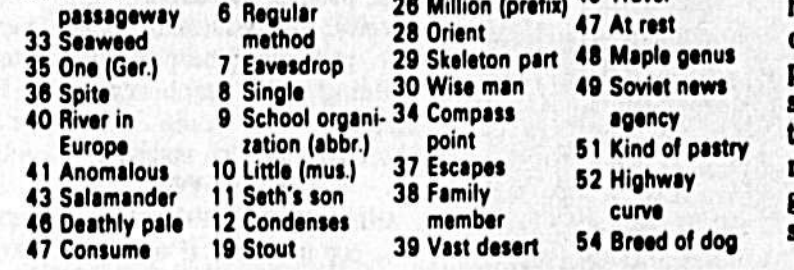 passageway
33 Seaweed
35 One (Ger.)
36 Spite
40 River in
Europe
41 Anomalous
43 Salamander
46 Deathly pale
47 Consume
6 Regular
method
7 Eavesdrop
8 Single
9 School organi-
zation (abbr.)
10 Little (mus.)
11 Seth's son
12 Condenses
19 Stout
26 Million (prefix)
28 Orient
29 Skeleton part
30 Wise man
34 Compass
point
37 Escapes
38 Family
member
39 Vast desert
47 At rest
48 Maple genus
49 Soviet news
agency
51 Kind of pastry
52 Highway
curve
54 Breed of dog